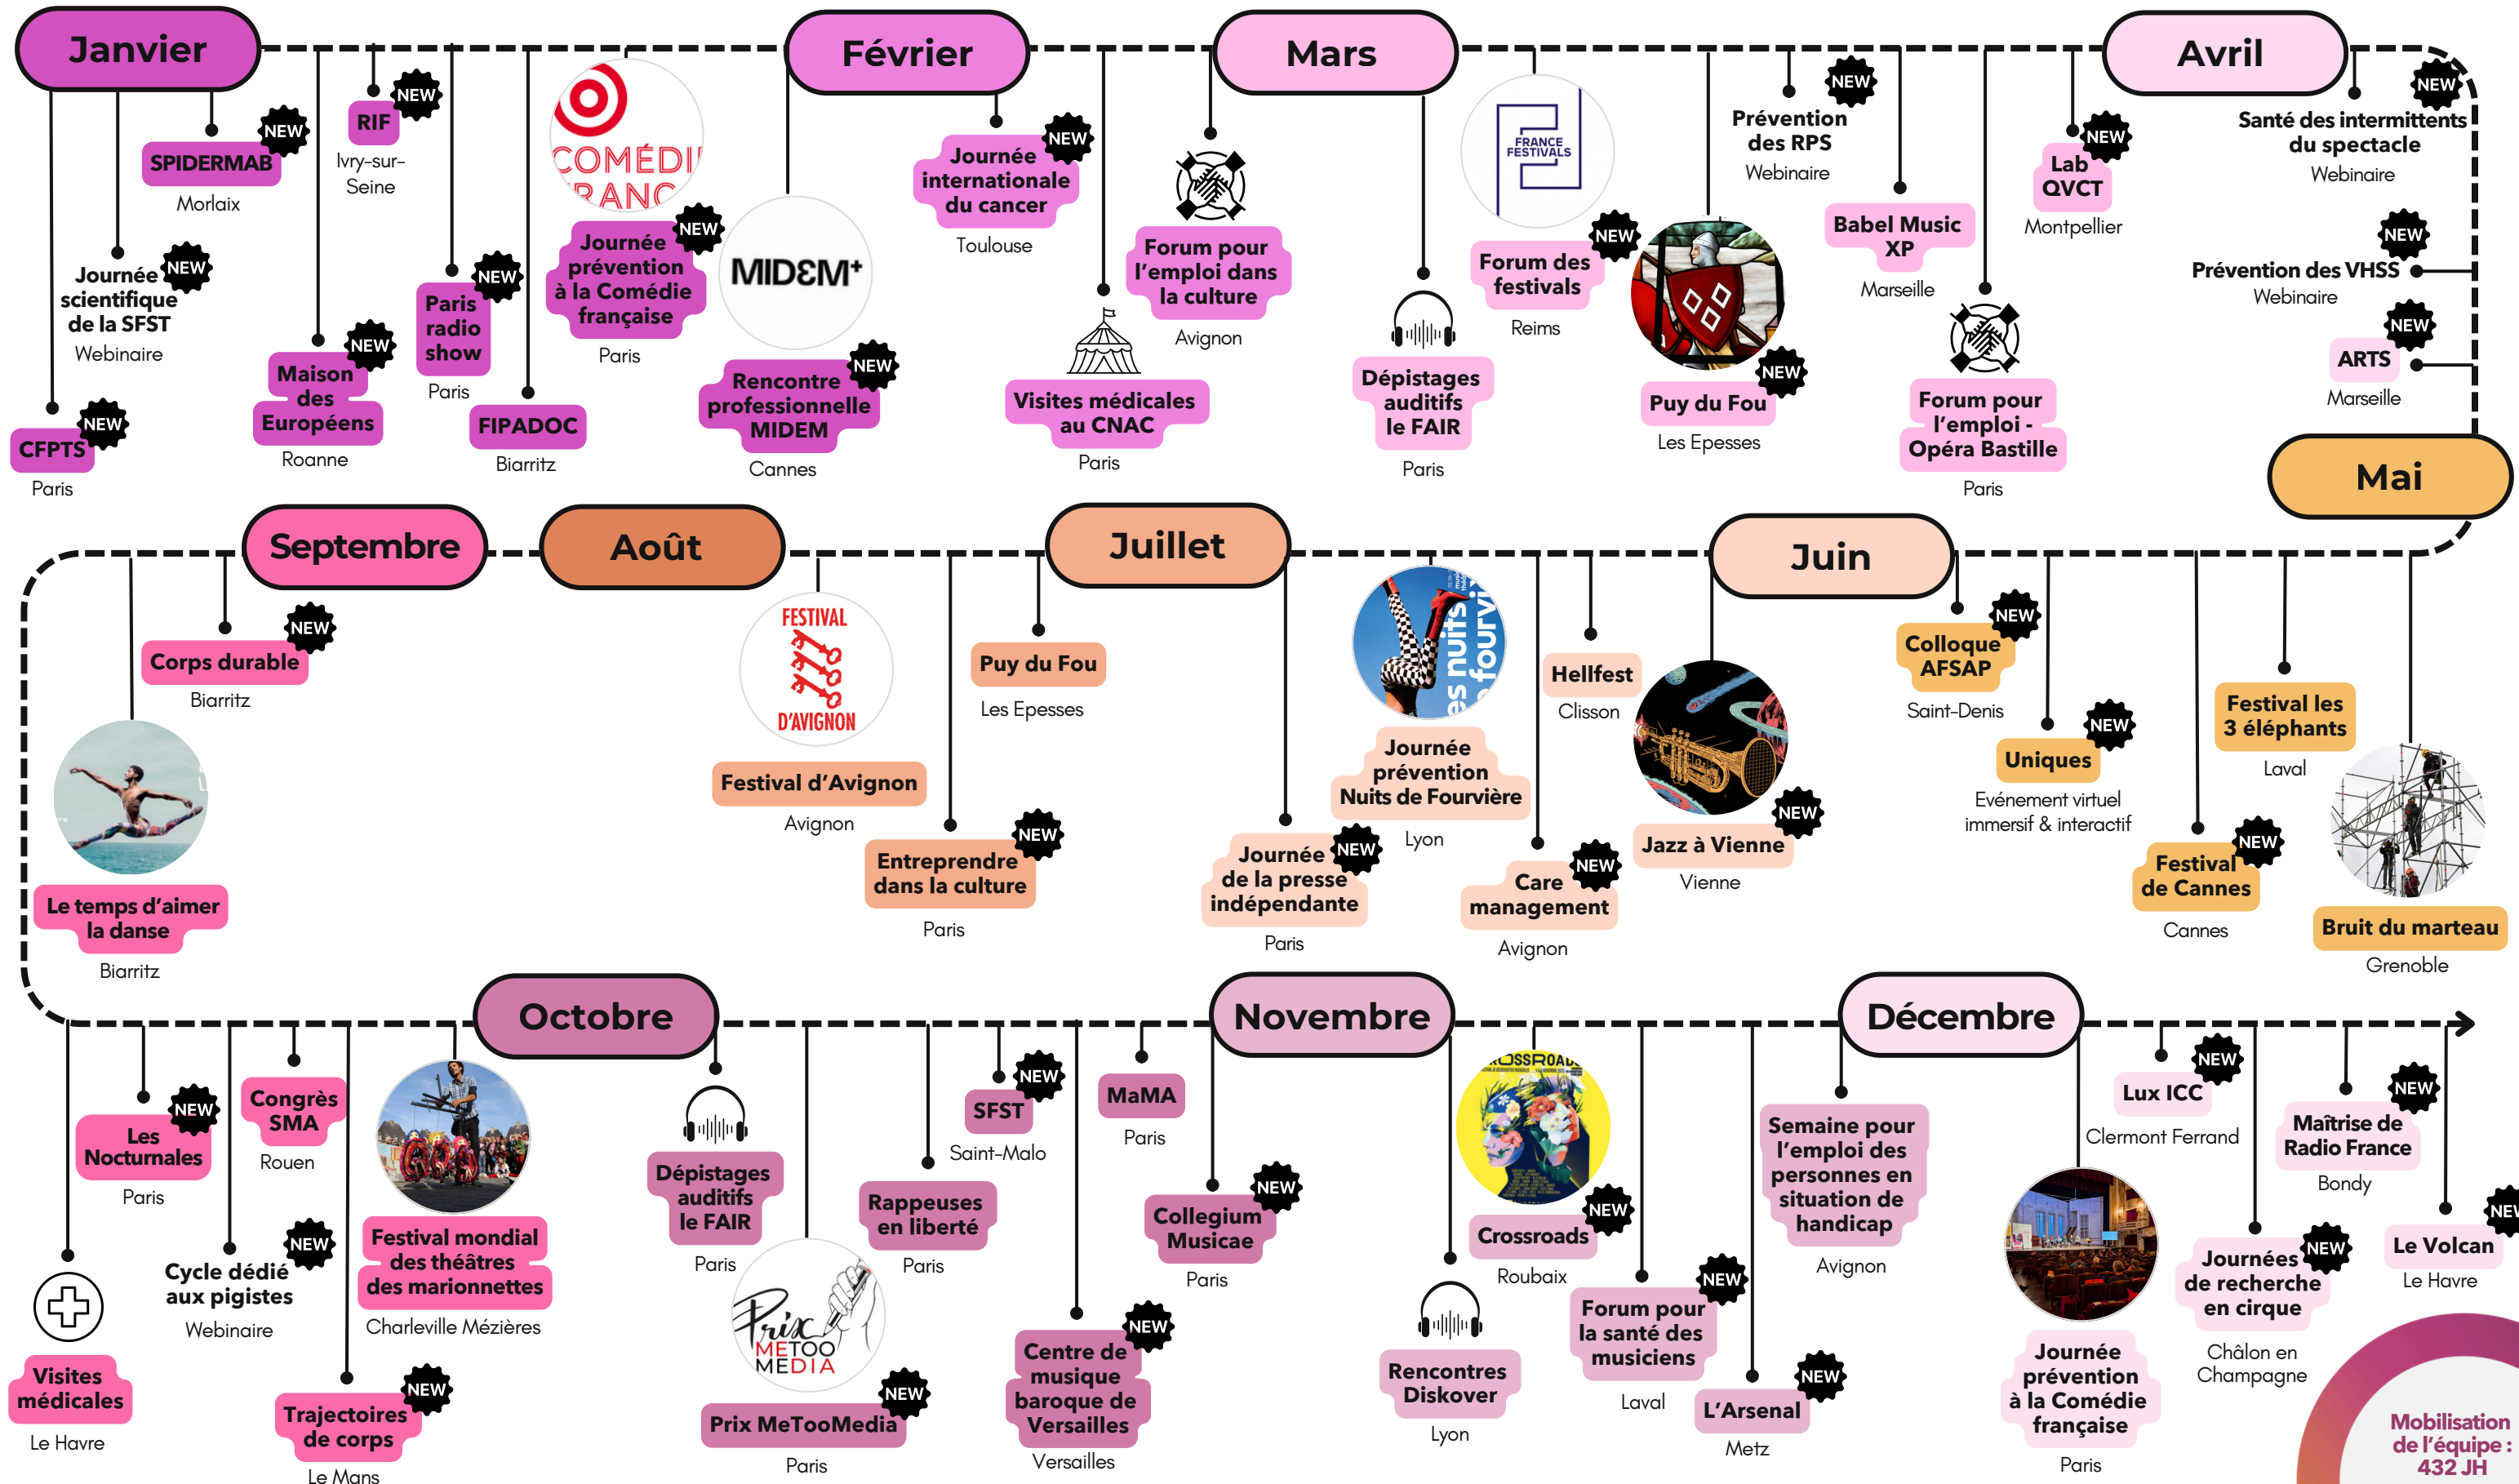 Janvier
Février
Mars
Avril
CFPTS
NEW
Paris
Journée
scientifique
de la SFST
NEW
Webinaire
SPIDERMAB
NEW
Morlaix
Maison
des
Européens
NEW
Roanne
RIF
NEW
Ivry-sur-
Seine
Paris
radio
show
NEW
Paris
FIPADOC
Biarritz
COMÉDI
RANC
Journée
prévention
à la Comédie
française
NEW
Paris
MIDEM+
Rencontre
professionnelle
MIDEM
NEW
Cannes
Journée
internationale
du cancer
NEW
Toulouse
Visites médicales
au CNAC
Paris
Forum pour
l'emploi dans
la culture
Avignon
Dépistages
auditifs
le FAIR
Paris
FRANCE
FESTIVALS
Forum des
festivals
NEW
Reims
Puy du Fou
NEW
Les Epesses
Prévention
des RPS
NEW
Webinaire
Babel Music
XP
Marseille
Forum pour
l'emploi -
Opéra Bastille
Paris
Lab
QVCT
NEW
Montpellier
Santé des intermittents
du spectacle
NEW
Webinaire
Prévention des VHSS
NEW
Webinaire
ARTS
NEW
Marseille
Mai
Bruit du marteau
Grenoble
Festival les
3 éléphants
Laval
Festival
de Cannes
NEW
Cannes
Uniques
NEW
Evénement virtuel
immersif & interactif
Colloque
AFSAP
NEW
Saint-Denis
Juin
Jazz à Vienne
NEW
Vienne
Hellfest
Clisson
Care
management
NEW
Avignon
es nuits
fourvi
Journée
prévention
Nuits de Fourvière
Lyon
Journée
de la presse
indépendante
NEW
Paris
Juillet
Puy du Fou
Les Epesses
Entreprendre
dans la culture
NEW
Paris
FESTIVAL
D'AVIGNON
Festival d'Avignon
Avignon
Août
Septembre
Corps durable
NEW
Biarritz
Le temps d'aimer
la danse
Biarritz
Visites
médicales
Le Havre
Les
Nocturnales
NEW
Paris
Cycle dédié
aux pigistes
NEW
Webinaire
Congrès
SMA
Rouen
Trajectoires
de corps
NEW
Le Mans
Festival mondial
des théâtres
des marionnettes
Charleville Mézières
Octobre
Dépistages
auditifs
le FAIR
Paris
Prix
METOO
MEDIA
Prix MeTooMedia
NEW
Paris
Rappeuses
en liberté
Paris
SFST
NEW
Saint-Malo
Centre de
musique
baroque de
Versailles
NEW
Versailles
MaMA
Paris
Collegium
Musicae
NEW
Paris
Novembre
Rencontres
Diskover
Lyon
ROSSROAD
Crossroads
NEW
Roubaix
Forum pour
la santé des
musiciens
NEW
Laval
L'Arsenal
NEW
Metz
Semaine pour
l'emploi des
personnes en
situation de
handicap
Avignon
Décembre
Journée
prévention
à la Comédie
française
Paris
Lux ICC
NEW
Clermont Ferrand
Journées
de recherche
en cirque
NEW
Châlon en
Champagne
Maîtrise de
Radio France
NEW
Bondy
Le Volcan
NEW
Le Havre
Mobilisation
de l'équipe :
432 JH